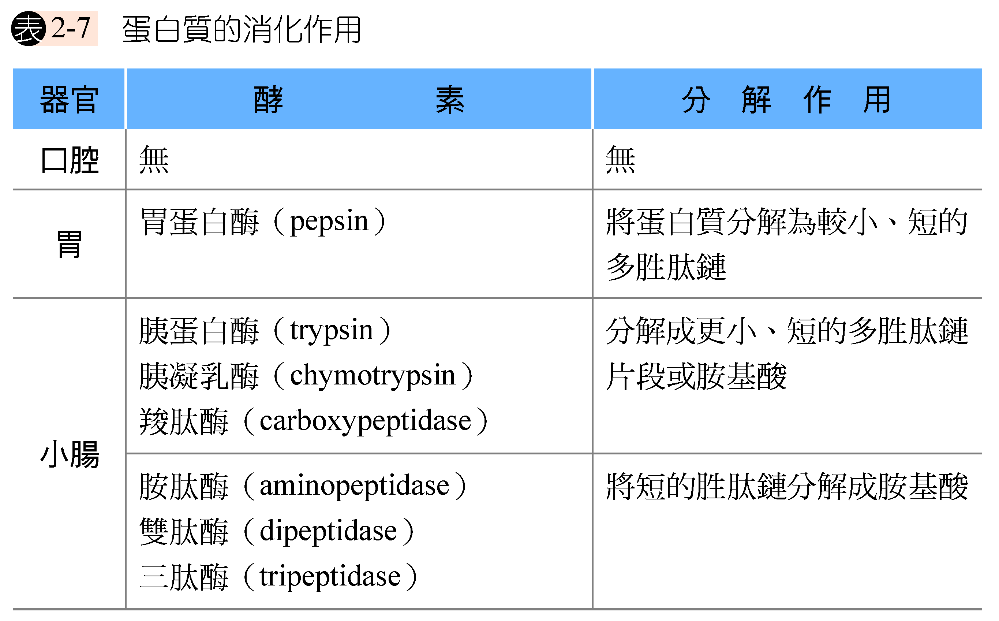 表 2-7 蛋白質的消化作用
器官 酵素 分解作用
口腔 無 無
胃 胃蛋白酶（pepsin） 將蛋白質分解為較小、短的
多胜肽鏈
小腸
胰蛋白酶（trypsin） 分解成更小、短的多胜肽鏈
胰凝乳酶（chymotrypsin） 片段或胺基酸
羧肽酶（carboxypeptidase）
胺肽酶（aminopeptidase） 將短的胜肽鏈分解成胺基酸
雙肽酶（dipeptidase）
三肽酶（tripeptidase）